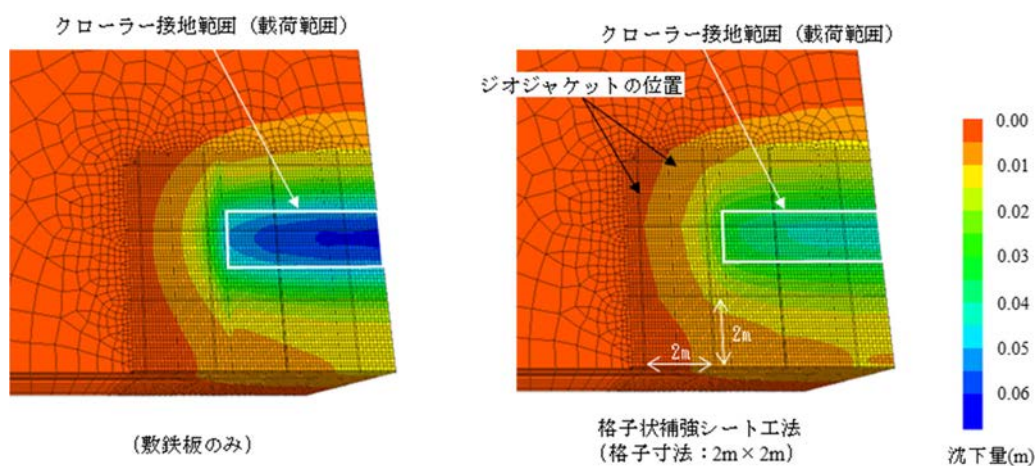 クローラー接地範囲（載荷範囲）
クローラー接地範囲（載荷範囲）
ジオジャケットの位置
2m
2m
0.00
0.01
0.02
0.03
0.04
0.05
0.06
沈下量(m)
(敷鉄板のみ)
格子状補強シート工法
(格子寸法：2m×2m)